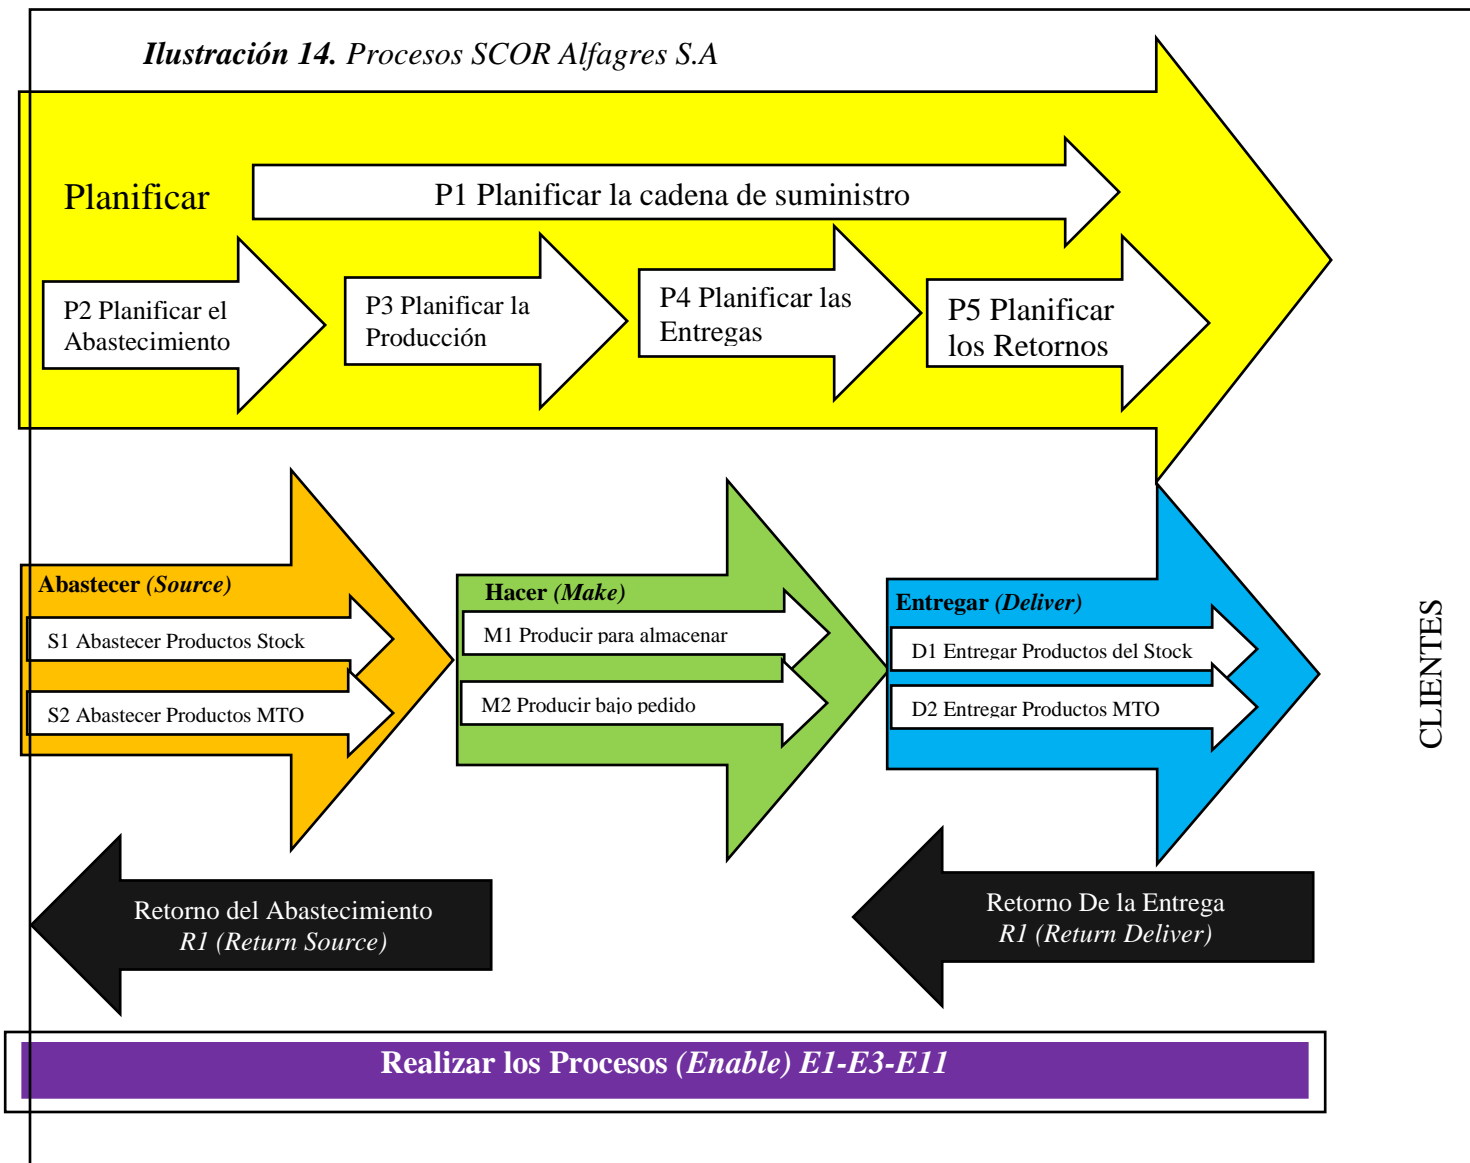 Ilustración 14. Procesos SCOR Alfagres S.A
Planificar
P1 Planificar la cadena de suministro
P2 Planificar el
Abastecimiento
P3 Planificar la
Producción
P4 Planificar las
Entregas
P5 Planificar
los Retornos
Abastecer (Source)
S1 Abastecer Productos Stock
S2 Abastecer Productos MTO
Hacer (Make)
M1 Producir para almacenar
M2 Producir bajo pedido
Entregar (Deliver)
D1 Entregar Productos del Stock
D2 Entregar Productos MTO
CLIENTES
Retorno del Abastecimiento
R1 (Return Source)
Retorno De la Entrega
R1 (Return Deliver)
Realizar los Procesos (Enable) E1-E3-E11